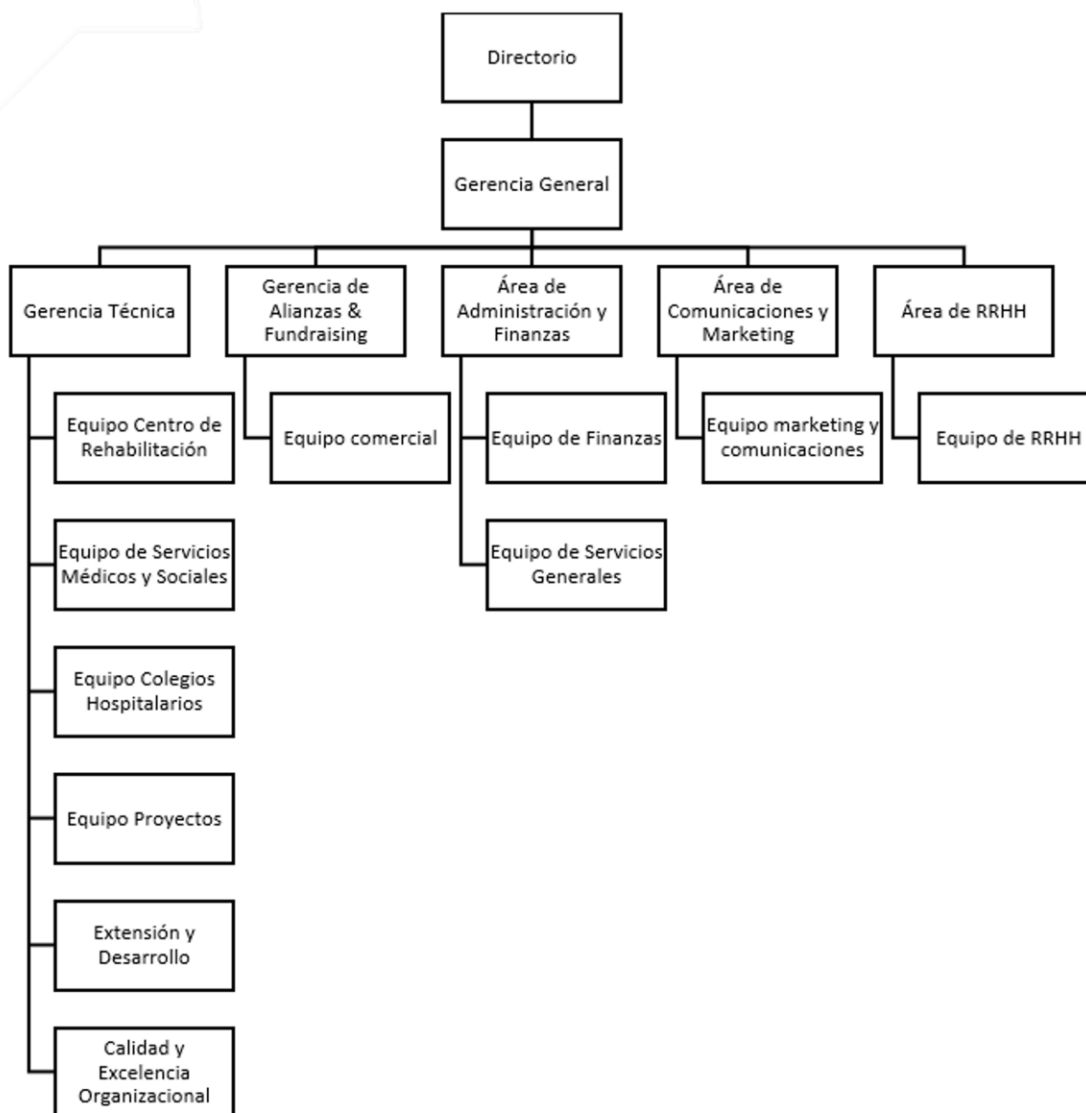 Directorio
Gerencia General
Gerencia Técnica
Gerencia de
Alianzas &
Fundraising
Área de
Administración y
Finanzas
Área de
Comunicaciones y
Marketing
Área de RRHH
Equipo Centro de
Rehabilitación
Equipo comercial
Equipo de Finanzas
Equipo marketing y
comunicaciones
Equipo de RRHH
Equipo de Servicios
Médicos y Sociales
Equipo de Servicios
Generales
Equipo Colegios
Hospitalarios
Equipo Proyectos
Extensión y
Desarrollo
Calidad y
Excelencia
Organizacional